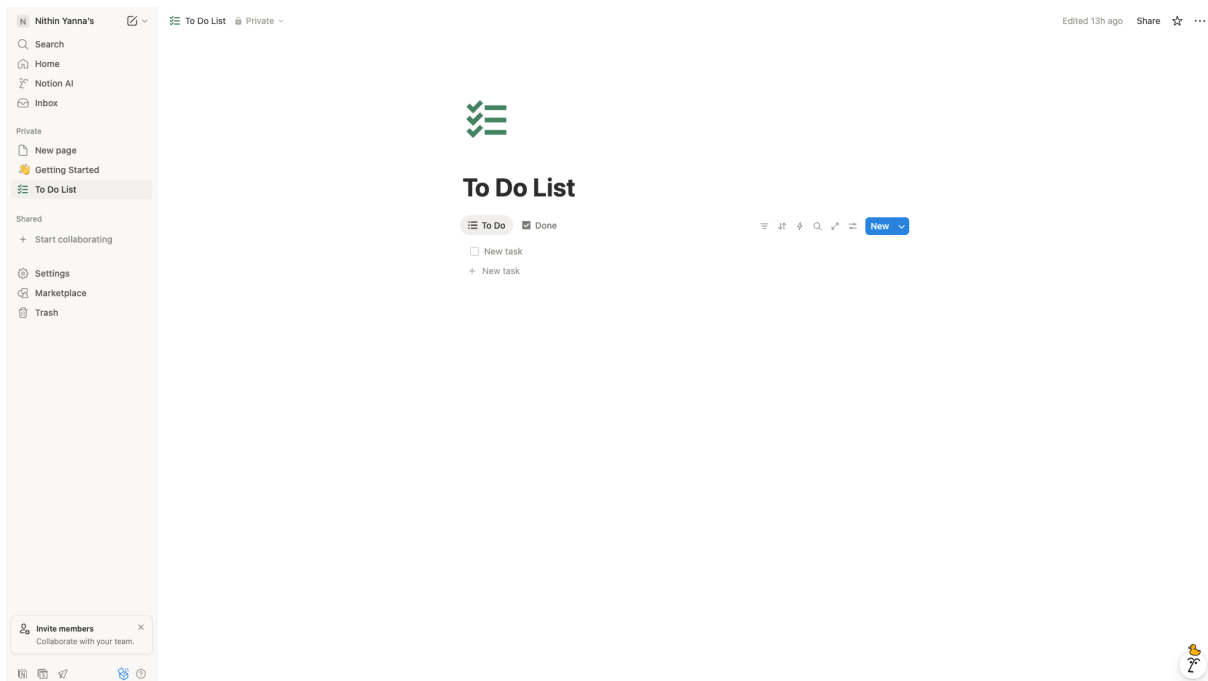 N Nithin Yanna's
Search
Home
Notion AI
Inbox
Private
New page
Getting Started
To Do List
Shared
+ Start collaborating
Settings
Marketplace
Trash
Invite members
Collaborate with your team.
To Do List Private
Edited 13h ago Share
To Do List
To Do Done
New
New task
+ New task